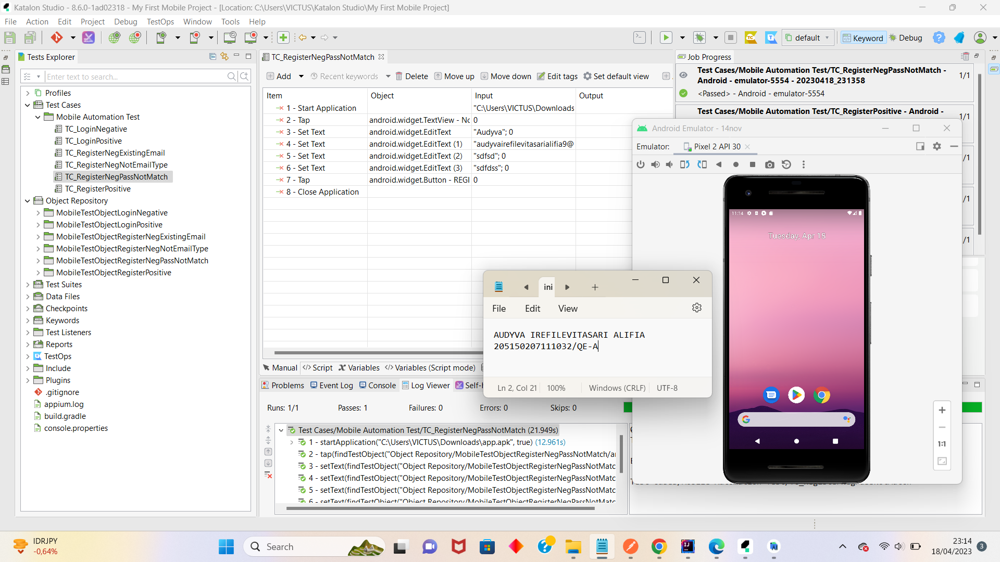 Katalon Studio - 8.6.0-1ad02318 - My First Mobile Project - [Location: C:\Users\VICTUS\Katalon Studio\My First Mobile Project]
File Action Edit Project Debug TestOps Window Tools Help
default
Keyword
Debug
Tests Explorer
Enter text to search...
Profiles
Test Cases
Mobile Automation Test
TC_LoginNegative
TC_LoginPositive
TC_RegisterNegExistingEmail
TC_RegisterNegNotEmailType
TC_RegisterNegPassNotMatch
TC_RegisterPositive
Object Repository
MobileTestObjectLoginNegative
MobileTestObjectLoginPositive
MobileTestObjectRegisterNegExistingEmail
MobileTestObjectRegisterNegNotEmailType
MobileTestObjectRegisterNegPassNotMatch
MobileTestObjectRegisterPositive
Test Suites
Data Files
Checkpoints
Keywords
Test Listeners
Reports
TestOps
Include
Plugins
.gitignore
appium.log
build.gradle
console.properties
TC_RegisterNegPassNotMatch
Add Recent keywords Delete Move up Move down Edit tags Set default view
Item Object Input Output
1 - Start Application "C:\Users\VICTUS\Downloads
2 - Tap android.widget.TextView - Nc 0
3 - Set Text android.widget.EditText "Audyva"; 0
4 - Set Text android.widget.EditText (1) "audyvairefilevitasarialifia9@
5 - Set Text android.widget.EditText (2) "sdfsd"; 0
6 - Set Text android.widget.EditText (3) "sdfdss"; 0
7 - Tap android.widget.Button - REGI 0
8 - Close Application
Manual Script Variables Variables (Script mode)
Problems Event Log Console Log Viewer Self-H
Runs: 1/1 Passes: 1 Failures: 0 Errors: 0 Skips: 0
Test Cases/Mobile Automation Test/TC_RegisterNegPassNotMatch (21.949s)
1 - startApplication("C:\Users\VICTUS\Downloads\app.apk", true) (12.961s)
2 - tap(findTestObject("Object Repository/MobileTestObjectRegisterNegPassNotMatch/a
3 - setText(findTestObject("Object Repository/MobileTestObjectRegisterNegPassNotMatc
4 - setText(findTestObject("Object Repository/MobileTestObjectRegisterNegPassNotMatc
5 - setText(findTestObject("Object Repository/MobileTestObjectRegisterNegPassNotMatc
6 - setText(findTestObject("Object Repository/MobileTestObjectRegisterNegPassNotMatc
Job Progress
Test Cases/Mobile Automation Test/TC_RegisterNegPassNotMatch - 1/1
Android - emulator-5554 - 20230418_231358
<Passed> - Android - emulator-5554
Test Cases/Mobile Automation Test/TC_RegisterPositive - Android -
/1
/1
/1
/1
Android Emulator - 14nov
Emulator: Pixel 2 API 30
11:14
Tuesday, Apr 18
1:1
ini
File Edit View
AUDYVA IREFILEVITASARI ALIFIA
205150207111032/QE-A
Ln 2, Col 21 100% Windows (CRLF) UTF-8
IDRJPY
-0,64%
Search
23:14
18/04/2023
3